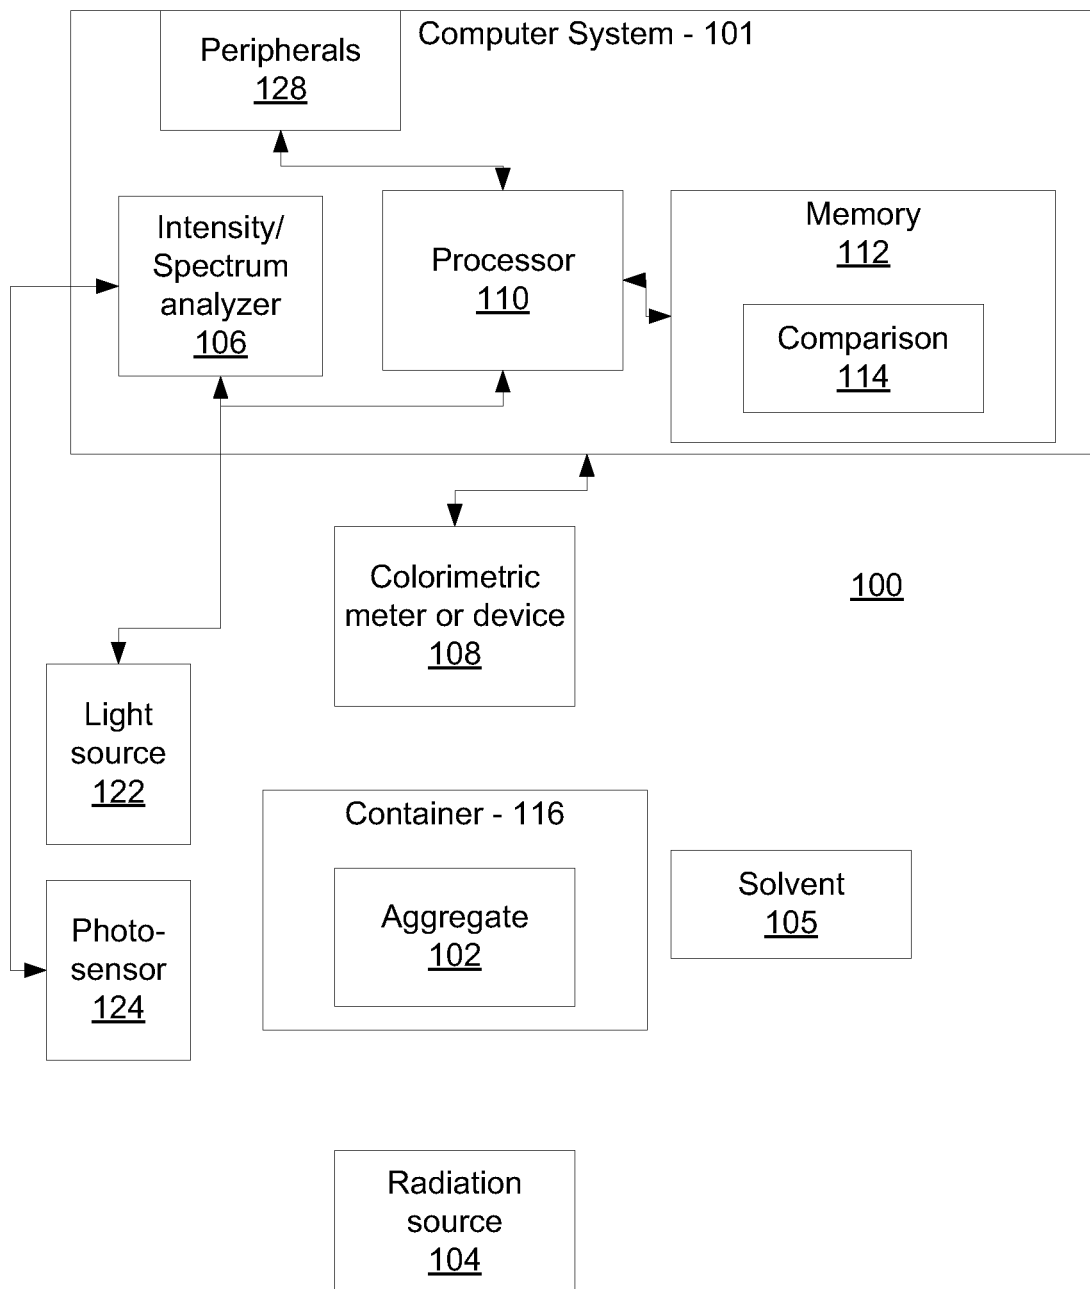 Computer System - 101
Peripherals
128
Intensity/
Spectrum
analyzer
106
Processor
110
Memory
112
Comparison
114
Colorimetric
meter or device
108
100
Light
source
122
Container - 116
Aggregate
102
Solvent
105
Photo-
sensor
124
Radiation
source
104